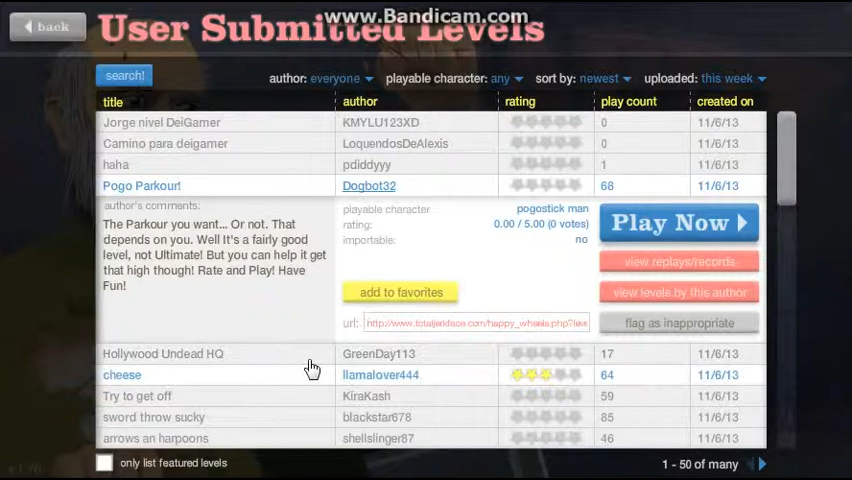 www.Bandicam.com
back
User Submitted Levels
search!
author: everyone playable character: any sort by: newest uploaded: this week
title author rating play count created on
Jorge nivel DeiGamer KMYLU123XD 0 11/6/13
Camino para deigamer LoquendosDeAlexis 0 11/6/13
haha pdiddyyy 1 11/6/13
Pogo Parkour! Dogbot32 68 11/6/13
author's comments:
The Parkour you want... Or not. That
depends on you. Well It's a fairly good
level, not Ultimate! But you can help it get
that high though! Rate and Play! Have
Fun!
playable character pogostick man
rating: 0.00 / 5.00 (0 votes)
importable: no
add to favorites
url: http://www.totaljerkface.com/happy_wheels.php?leve
Play Now
view replays/records
view levels by this author
flag as inappropriate
Hollywood Undead HQ GreenDay113 17 11/6/13
cheese llamalover444 64 11/6/13
Try to get off KiraKash 59 11/6/13
sword throw sucky blackstar678 85 11/6/13
arrows an harpoons shellslinger87 46 11/6/13
only list featured levels
1 - 50 of many